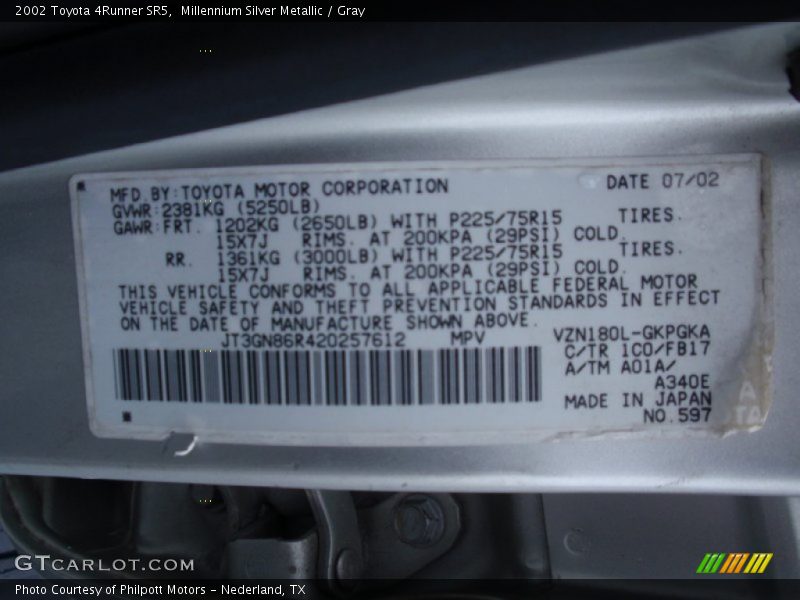 2002 Toyota 4Runner SR5,  Millennium Silver Metallic / Gray
MFD BY:TOYOTA MOTOR CORPORATION DATE 07/02
GVWR:2381KG (5250LB)
GAWR:FRT. 1202KG (2650LB) WITH P225/75R15 TIRES.
15X7J RIMS. AT 200KPA (29PSI) COLD.
RR. 1361KG (3000LB) WITH P225/75R15 TIRES.
15X7J RIMS. AT 200KPA (29PSI) COLD.
THIS VEHICLE CONFORMS TO ALL APPLICABLE FEDERAL MOTOR
VEHICLE SAFETY AND THEFT PREVENTION STANDARDS IN EFFECT
ON THE DATE OF MANUFACTURE SHOWN ABOVE.
JT3GN86R420257612 MPV VZN180L-GKPGKA
C/TR 1C0/FB17
A/TM A01A/
A340E
MADE IN JAPAN
NO.597
GTCARLOT.COM
Photo Courtesy of Philpott Motors - Nederland, TX